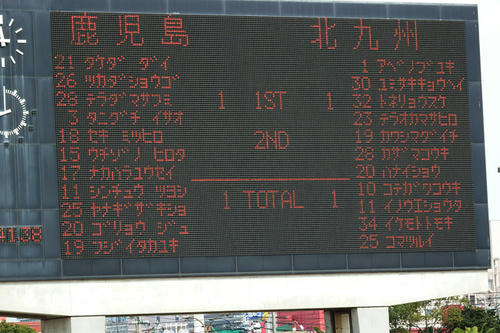 鹿児島 北九州
21 タケダ ダイ
26 ツカダショウゴ
28 テラダマサフミ
3 タニグチ イサオ
18 セキ ミツヒロ
15 ウチゾノ ヒロタ
17 ナカハラユウセイ
11 シンチュウ ツヨシ
25 ヤナギザキショ
20 ゴリョウ ジュ
19 フジイタカユキ
1 1ST 1
2ND
1 TOTAL 1
1 アベノブユキ
30 ユミサキキョウヘイ
32 トネリョウスケ
23 テラオカマサヒロ
19 カワシマダイチ
28 カザマコウキ
20 ハナイショウ
10 コテガワコウキ
11 イノウエショウタ
34 イケモトトモキ
25 コマツルイ